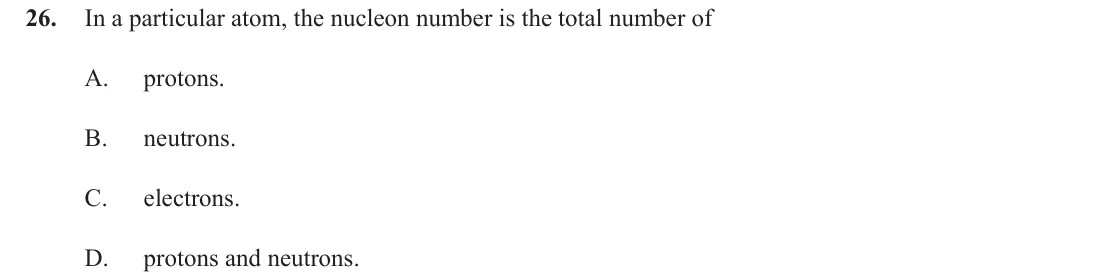 26. In a particular atom, the nucleon number is the total number of
A. protons.
B. neutrons.
C. electrons.
D. protons and neutrons.